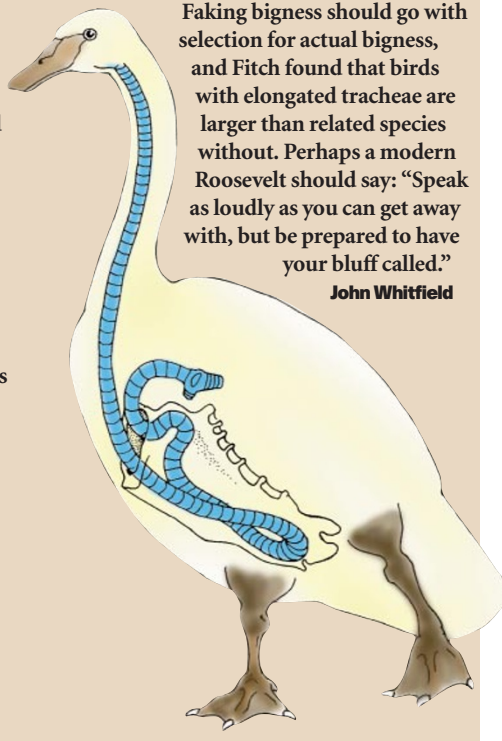 Faking bigness should go with
selection for actual bigness,
and Fitch found that birds
with elongated tracheae are
larger than related species
without. Perhaps a modern
Roosevelt should say: “Speak
as loudly as you can get away
with, but be prepared to have
your bluff called.”
John Whitfield